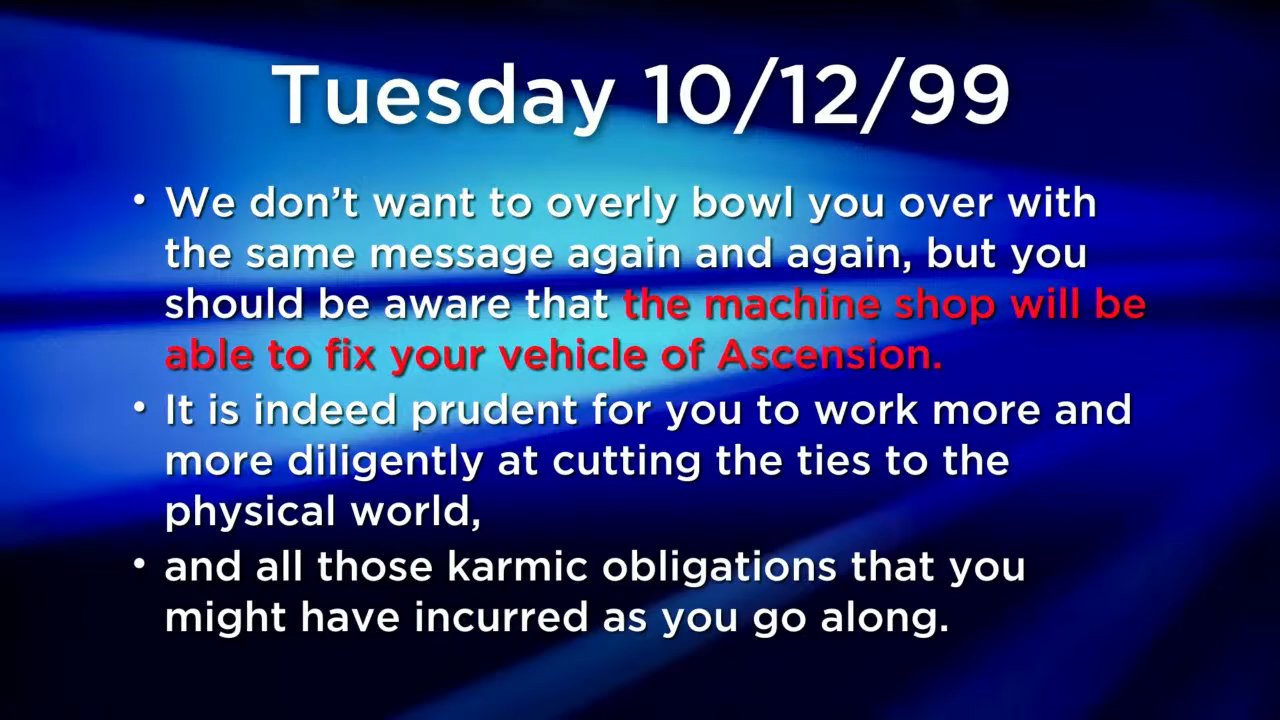 Tuesday 10/12/99
• We don’t want to overly bowl you over with
the same message again and again, but you
should be aware that the machine shop will be
able to fix your vehicle of Ascension.
• It is indeed prudent for you to work more and
more diligently at cutting the ties to the
physical world,
• and all those karmic obligations that you
might have incurred as you go along.